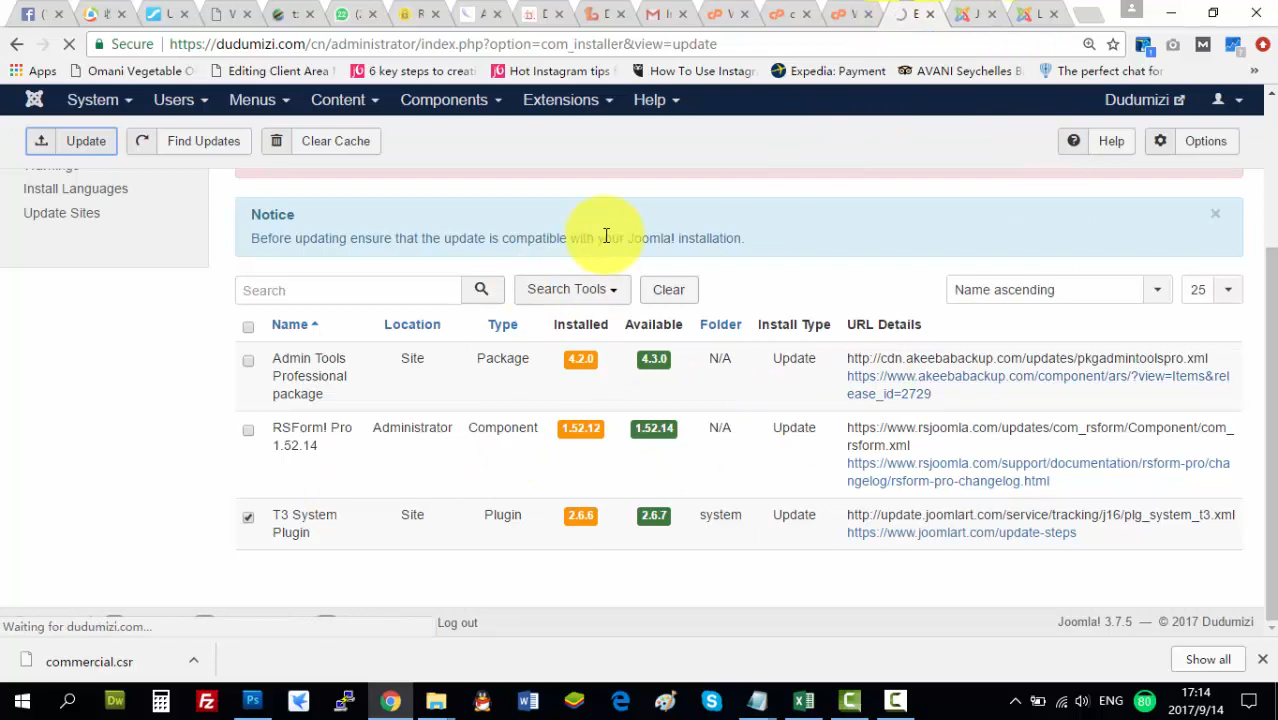 Secure https://dudumizi.com/cn/administrator/index.php?option=com_installer&view=update
Apps Omani Vegetable O Editing Client Area 6 key steps to creati Hot Instagram tips f How To Use Instagr Expedia: Payment AVANI Seychelles B The perfect chat for
System Users Menus Content Components Extensions Help Dudumizi
Update Find Updates Clear Cache Help Options
Install Languages
Update Sites
Notice ×
Before updating ensure that the update is compatible with your Joomla! installation.
Search Search Tools Clear Name ascending 25
Name Location Type Installed Available Folder Install Type URL Details
Admin Tools Professional package Site Package 4.2.0 4.3.0 N/A Update http://cdn.akeebabackup.com/updates/pkgadmintoolspro.xml
https://www.akeebabackup.com/component/ars/?view=Items&rel
ease_id=2729
RSForm! Pro 1.52.14 Administrator Component 1.52.12 1.52.14 N/A Update https://www.rsjoomla.com/updates/com_rsform/Component/com_
rsform.xml
https://www.rsjoomla.com/support/documentation/rsform-pro/cha
ngelog/rsform-pro-changelog.html
T3 System Plugin Site Plugin 2.6.6 2.6.7 system Update http://update.joomlart.com/service/tracking/j16/plg_system_t3.xml
https://www.joomlart.com/update-steps
Waiting for dudumizi.com... Log out Joomla! 3.7.5 — © 2017 Dudumizi
commercial.csr Show all
ENG 80 17:14
2017/9/14